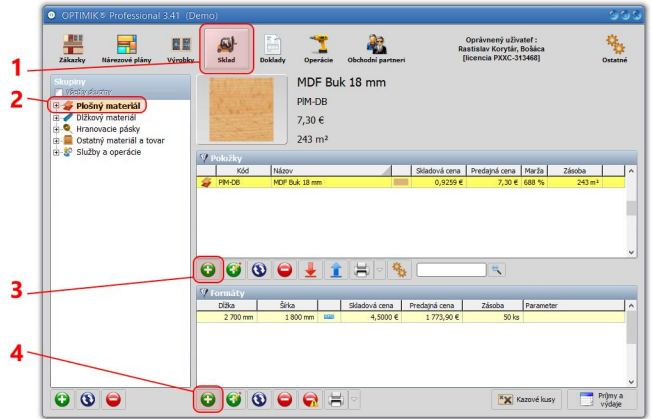 OPTIMIK® Professional 3.41 (Demo)
Zákazky
Nárezové plány
Výrobky
Sklad
Doklady
Operácie
Obchodní partneri
Oprávnený užívateľ :
Rastislav Korytár, Bošáca
[licencia PXXC-313468]
Ostatné
1
2
3
4
Skupiny
Všetky skupiny
Plošný materiál
Dĺžkový materiál
Hranovacie pásky
Ostatný materiál a tovar
Služby a operácie
MDF Buk 18 mm
PlM-DB
7,30 €
243 m²
Položky
Kód Názov Skladová cena Predajná cena Marža Zásoba
PlM-DB MDF Buk 18 mm 0,9259 € 7,30 € 688 % 243 m²
Formáty
Dĺžka Šírka Skladová cena Predajná cena Zásoba Parameter
2 700 mm 1 800 mm 4,5000 € 1 773,90 € 50 ks
Kazové kusy
Príjmy a
výdaje